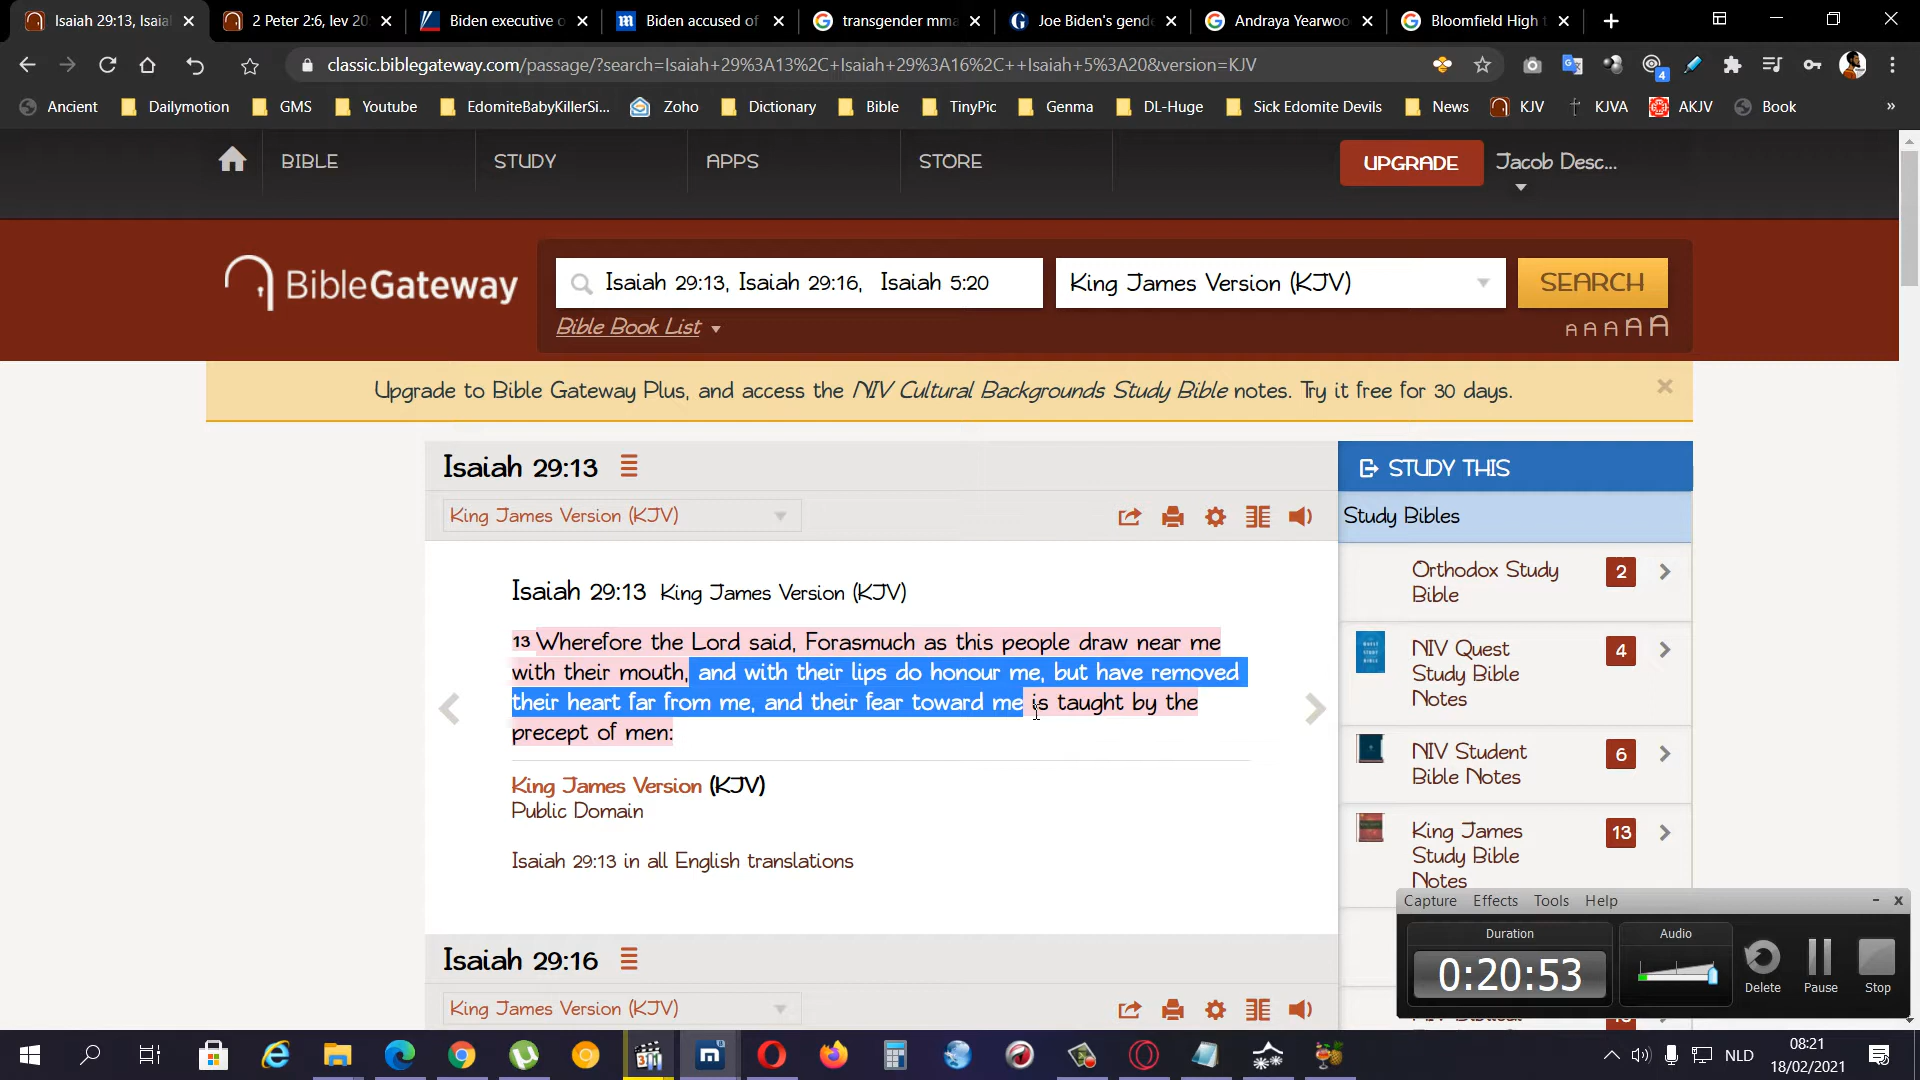 Isaiah 29:13, Isaia
2 Peter 2:6, lev 20
Biden executive o
Biden accused of
transgender mma
Joe Biden's gende
Andraya Yearwoo
Bloomfield High t
classic.biblegateway.com/passage/?search=Isaiah+29%3A13%2C+Isaiah+29%3A16%2C++Isaiah+5%3A20&version=KJV
4
Ancient
Dailymotion
GMS
Youtube
EdomiteBabyKillerSi...
Zoho
Dictionary
Bible
TinyPic
Genma
DL-Huge
Sick Edomite Devils
News
KJV
KJVA
AKJV
Book
»
BIBLE
STUDY
APPS
STORE
UPGRADE
Jacob Desc...
BibleGateway
Isaiah 29:13, Isaiah 29:16,  Isaiah 5:20
King James Version (KJV)
SEARCH
Bible Book List
A A A A A
Upgrade to Bible Gateway Plus, and access the NIV Cultural Backgrounds Study Bible notes. Try it free for 30 days.
Isaiah 29:13
King James Version (KJV)
Isaiah 29:13 King James Version (KJV)
13 Wherefore the Lord said, Forasmuch as this people draw near me
with their mouth, and with their lips do honour me, but have removed
their heart far from me, and their fear toward me is taught by the
precept of men:
King James Version (KJV)
Public Domain
Isaiah 29:13 in all English translations
Isaiah 29:16
King James Version (KJV)
STUDY THIS
Study Bibles
Orthodox Study
Bible
2
NIV Quest
Study Bible
Notes
4
NIV Student
Bible Notes
6
King James
Study Bible
Notes
13
Capture
Effects
Tools
Help
Duration
0:20:53
Audio
Delete
Pause
Stop
NLD
08:21
18/02/2021